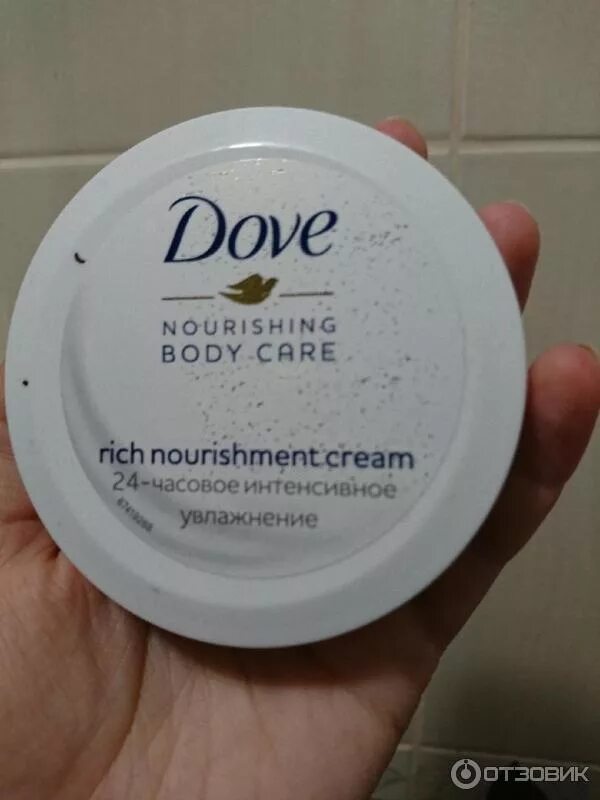 Dove
NOURISHING
BODY CARE
rich nourishment cream
24-часовое интенсивное
увлажнение
ОТЗОВИК